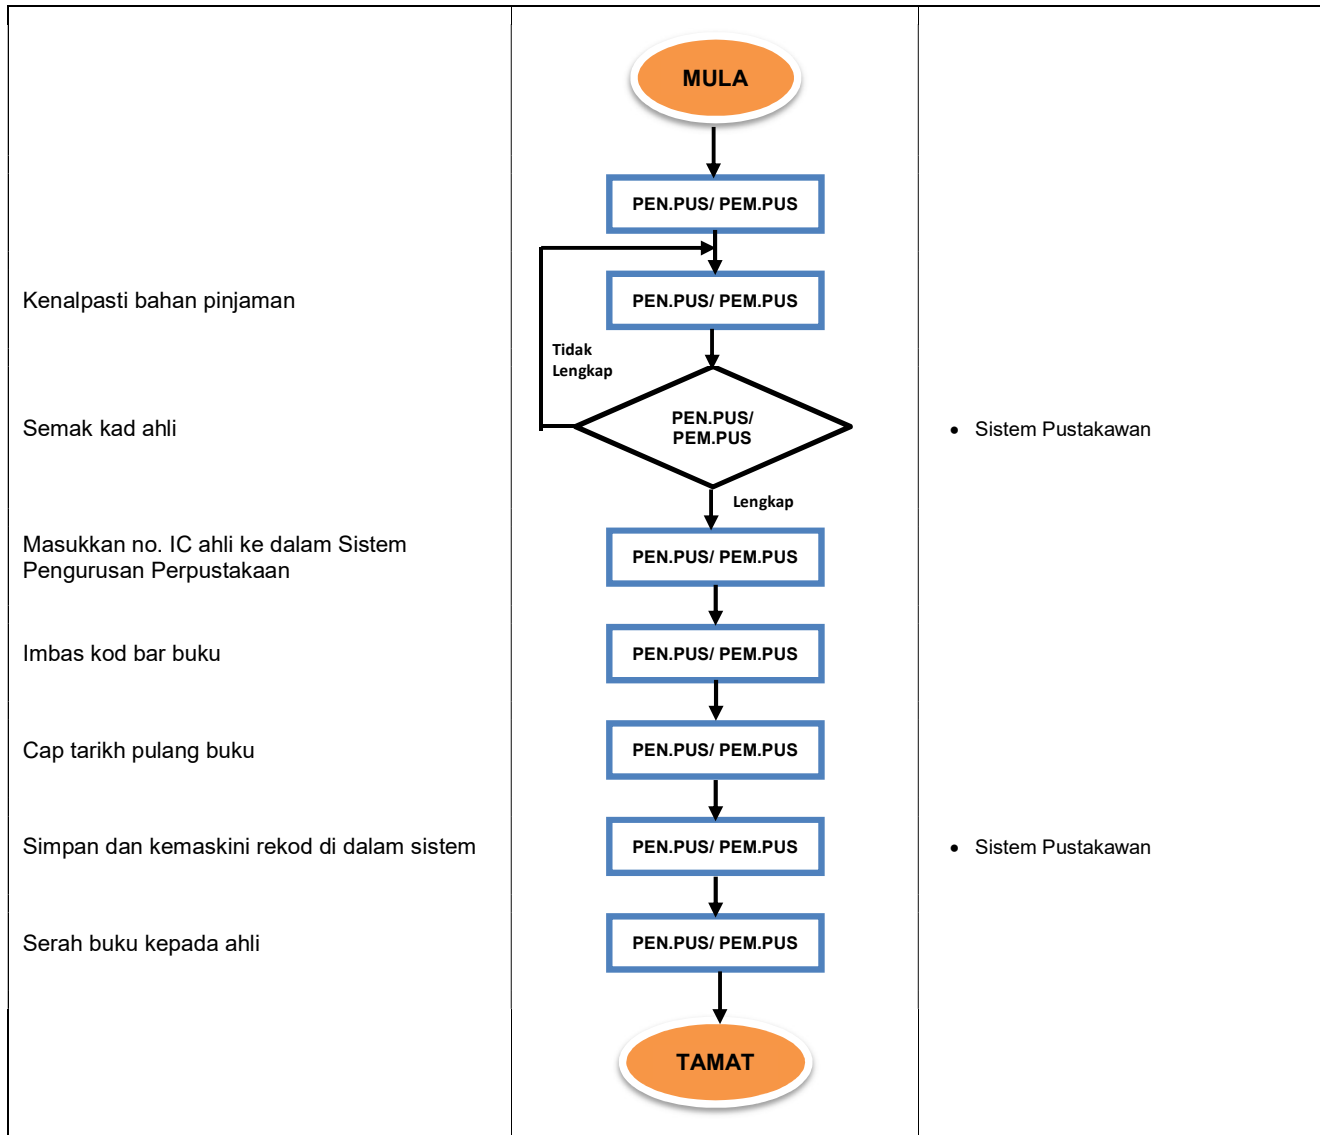 MULA
PEN.PUS/ PEM.PUS
Kenalpasti bahan pinjaman
PEN.PUS/ PEM.PUS
Tidak
Lengkap
Semak kad ahli
PEN.PUS/
PEM.PUS
• Sistem Pustakawan
Lengkap
Masukkan no. IC ahli ke dalam Sistem
Pengurusan Perpustakaan
PEN.PUS/ PEM.PUS
Imbas kod bar buku
PEN.PUS/ PEM.PUS
Cap tarikh pulang buku
PEN.PUS/ PEM.PUS
Simpan dan kemaskini rekod di dalam sistem
PEN.PUS/ PEM.PUS
• Sistem Pustakawan
Serah buku kepada ahli
PEN.PUS/ PEM.PUS
TAMAT